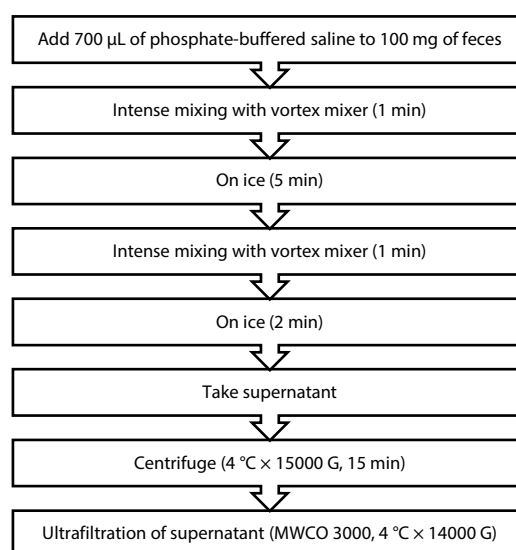 Add 700 µL of phosphate-buffered saline to 100 mg of feces
Intense mixing with vortex mixer (1 min)
On ice (5 min)
Intense mixing with vortex mixer (1 min)
On ice (2 min)
Take supernatant
Centrifuge (4 °C × 15000 G, 15 min)
Ultrafiltration of supernatant (MWCO 3000, 4 °C × 14000 G)